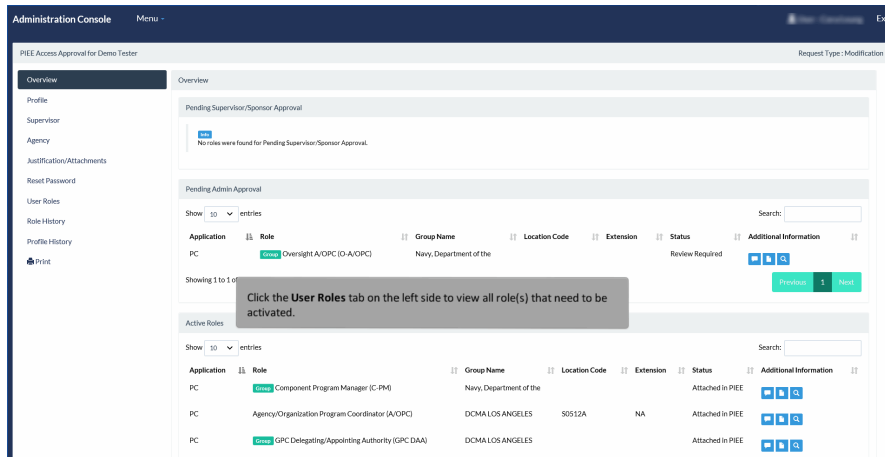 Administration Console Menu
Ex
PIEE Access Approval for Demo Tester
Request Type : Modification
Overview
Profile
Supervisor
Agency
Justification/Attachments
Reset Password
User Roles
Role History
Profile History
Print
Overview
Pending Supervisor/Sponsor Approval
Info
No roles were found for Pending Supervisor/Sponsor Approval.
Pending Admin Approval
Show 10 entries
Search:
Application Role Group Name Location Code Extension Status Additional Information
PC Group Oversight A/OPC (O-A/OPC) Navy, Department of the Review Required
Showing 1 to 1 of
Previous 1 Next
Click the User Roles tab on the left side to view all role(s) that need to be
activated.
Active Roles
Show 10 entries
Search:
Application Role Group Name Location Code Extension Status Additional Information
PC Group Component Program Manager (C-PM) Navy, Department of the Attached in PIEE
PC Agency/Organization Program Coordinator (A/OPC) DCMA LOS ANGELES S0512A NA Attached in PIEE
PC Group GPC Delegating/Appointing Authority (GPC DAA) DCMA LOS ANGELES Attached in PIEE